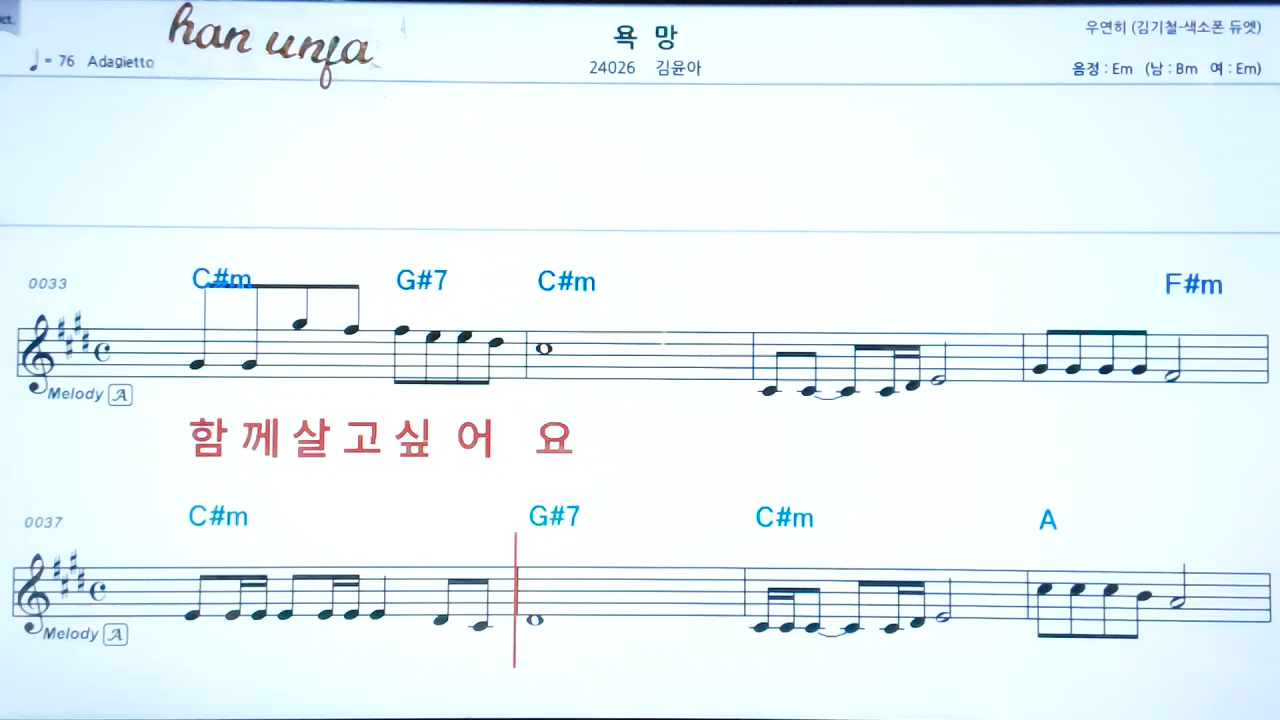 ct.
han unfa
욕 망
우연히 (김기철-색소폰 듀엣)
♩= 76 Adagietto
24026 김윤아
음정 : Em (남 : Bm 여 : Em)
0033
C#m G#7 C#m F#m
Melody A
함 께 살 고 싶 어 요
0037
C#m G#7 C#m A
Melody A